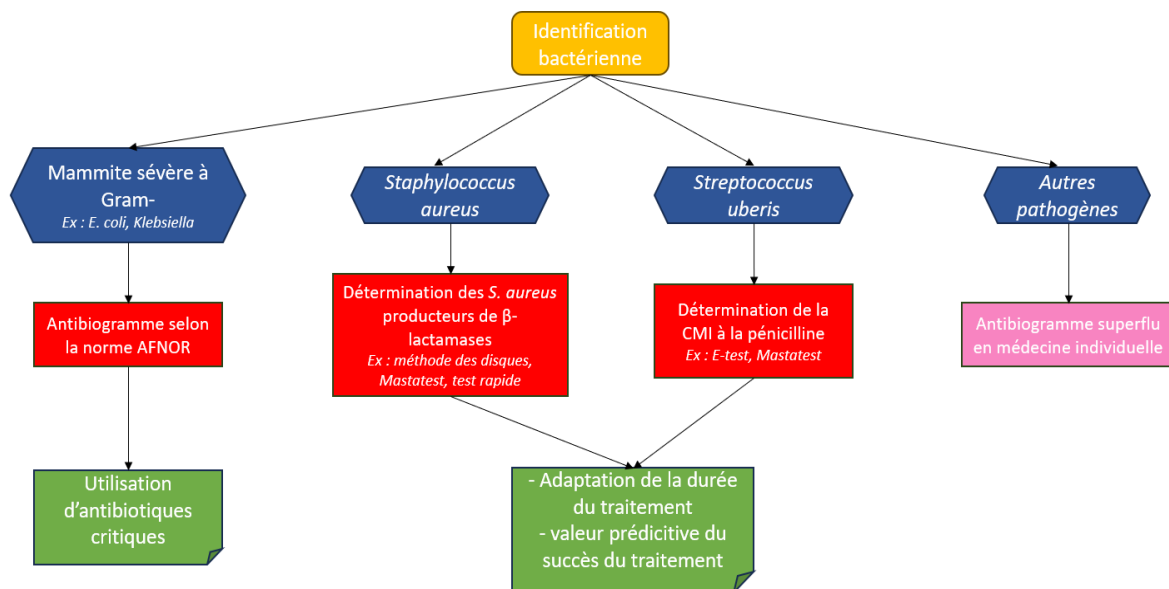 Identification
bactérienne
Mammite sévère à
Gram-
Ex : E. coli, Klebsiella
Staphylococcus
aureus
Streptococcus
uberis
Autres
pathogènes
Antibiogramme selon
la norme AFNOR
Détermination des S. aureus
producteurs de β-
lactamases
Ex : méthode des disques,
Mastatest, test rapide
Détermination de la
CMI à la pénicilline
Ex : E-test, Mastatest
Antibiogramme superflu
en médecine individuelle
Utilisation
d’antibiotiques
critiques
- Adaptation de la durée
du traitement
- valeur prédicitive du
succès du traitement